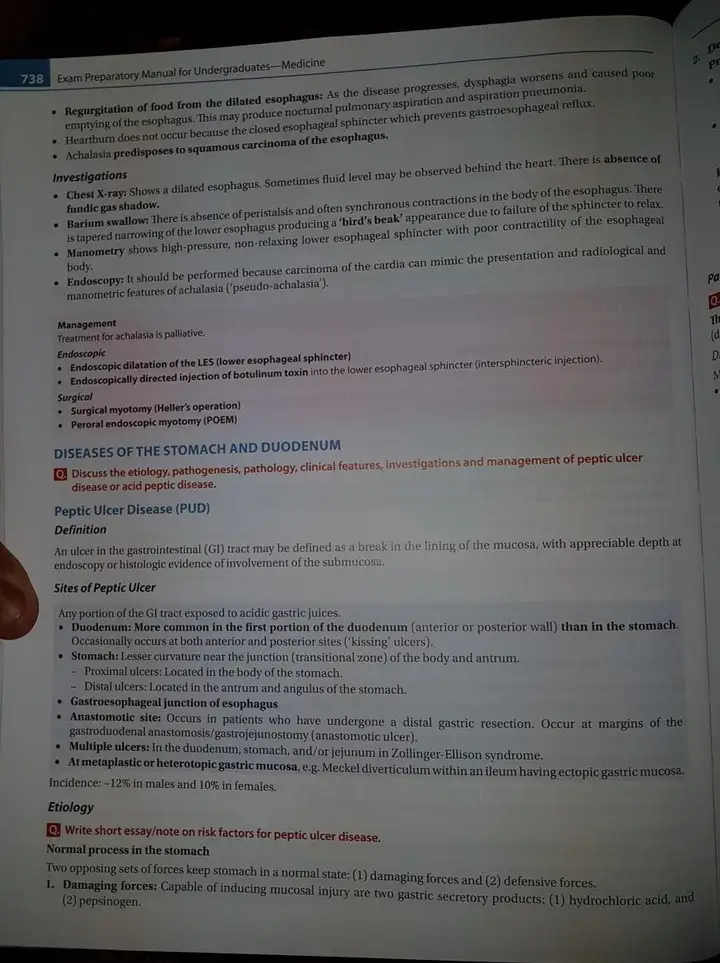 738 Exam Preparatory Manual for Undergraduates—Medicine
• Regurgitation of food from the dilated esophagus: As the disease progresses, dysphagia worsens and caused poor
emptying of the esophagus. This may produce nocturnal pulmonary aspiration and aspiration pneumonia.
• Heartburn does not occur because the closed esophageal sphincter which prevents gastroesophageal reflux.
• Achalasia predisposes to squamous carcinoma of the esophagus.
Investigations
• Chest X-ray: Shows a dilated esophagus. Sometimes fluid level may be observed behind the heart. There is absence of
fundic gas shadow.
• Barium swallow: There is absence of peristalsis and often synchronous contractions in the body of the esophagus. There
is tapered narrowing of the lower esophagus producing a ‘bird's beak’ appearance due to failure of the sphincter to relax.
• Manometry shows high-pressure, non-relaxing lower esophageal sphincter with poor contractility of the esophageal
body.
• Endoscopy: It should be performed because carcinoma of the cardia can mimic the presentation and radiological and
manometric features of achalasia (‘pseudo-achalasia’).
Management
Treatment for achalasia is palliative.
Endoscopic
• Endoscopic dilatation of the LES (lower esophageal sphincter)
• Endoscopically directed injection of botulinum toxin into the lower esophageal sphincter (intersphincteric injection).
Surgical
• Surgical myotomy (Heller's operation)
• Peroral endoscopic myotomy (POEM)
DISEASES OF THE STOMACH AND DUODENUM
Q. Discuss the etiology, pathogenesis, pathology, clinical features, investigations and management of peptic ulcer
disease or acid peptic disease.
Peptic Ulcer Disease (PUD)
Definition
An ulcer in the gastrointestinal (GI) tract may be defined as a break in the lining of the mucosa, with appreciable depth at
endoscopy or histologic evidence of involvement of the submucosa.
Sites of Peptic Ulcer
Any portion of the GI tract exposed to acidic gastric juices.
• Duodenum: More common in the first portion of the duodenum (anterior or posterior wall) than in the stomach.
Occasionally occurs at both anterior and posterior sites (‘kissing’ ulcers).
• Stomach: Lesser curvature near the junction (transitional zone) of the body and antrum.
– Proximal ulcers: Located in the body of the stomach.
– Distal ulcers: Located in the antrum and angulus of the stomach.
• Gastroesophageal junction of esophagus
• Anastomotic site: Occurs in patients who have undergone a distal gastric resection. Occur at margins of the
gastroduodenal anastomosis/gastrojejunostomy (anastomotic ulcer).
• Multiple ulcers: In the duodenum, stomach, and/or jejunum in Zollinger-Ellison syndrome.
• At metaplastic or heterotopic gastric mucosa, e.g. Meckel diverticulum within an ileum having ectopic gastric mucosa.
Incidence: ~12% in males and 10% in females.
Etiology
Q. Write short essay/note on risk factors for peptic ulcer disease.
Normal process in the stomach
Two opposing sets of forces keep stomach in a normal state: (1) damaging forces and (2) defensive forces.
1. Damaging forces: Capable of inducing mucosal injury are two gastric secretory products: (1) hydrochloric acid, and
(2) pepsinogen.